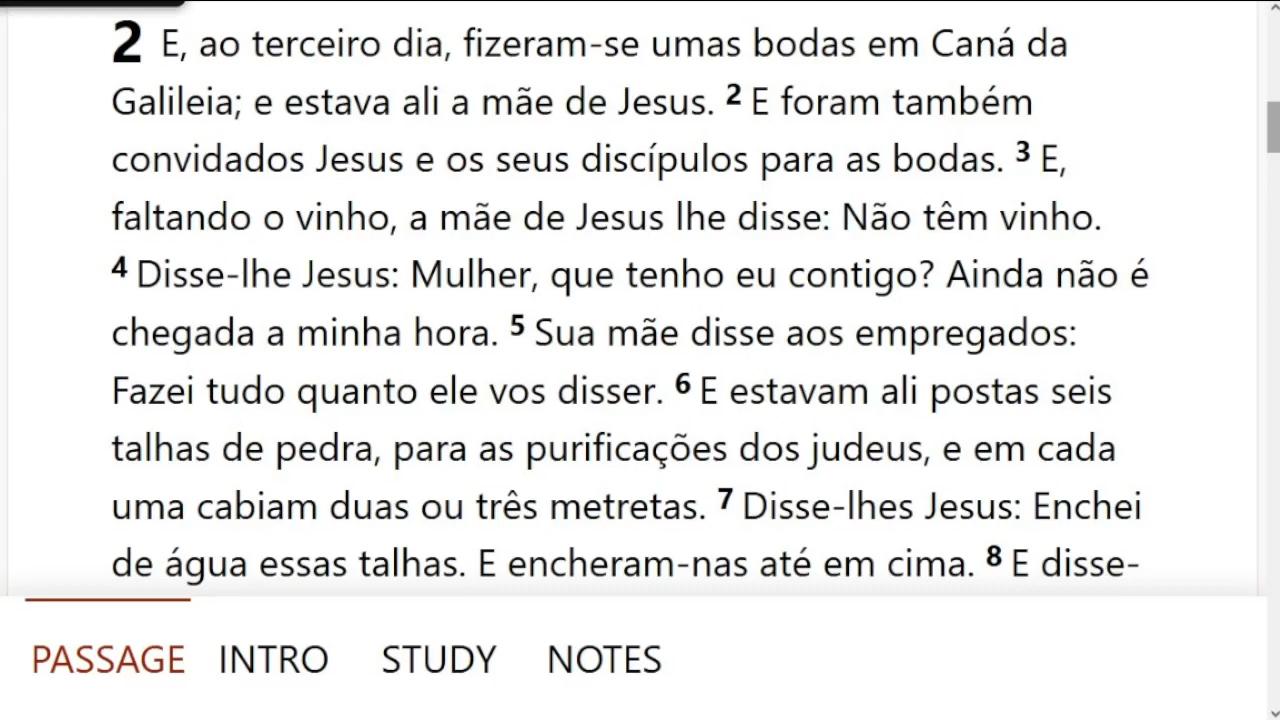 2 E, ao terceiro dia, fizeram-se umas bodas em Caná da
Galileia; e estava ali a mãe de Jesus. 2 E foram também
convidados Jesus e os seus discípulos para as bodas. 3 E,
faltando o vinho, a mãe de Jesus lhe disse: Não têm vinho.
4 Disse-lhe Jesus: Mulher, que tenho eu contigo? Ainda não é
chegada a minha hora. 5 Sua mãe disse aos empregados:
Fazei tudo quanto ele vos disser. 6 E estavam ali postas seis
talhas de pedra, para as purificações dos judeus, e em cada
uma cabiam duas ou três metretas. 7 Disse-lhes Jesus: Enchei
de água essas talhas. E encheram-nas até em cima. 8 E disse-
PASSAGE INTRO STUDY NOTES